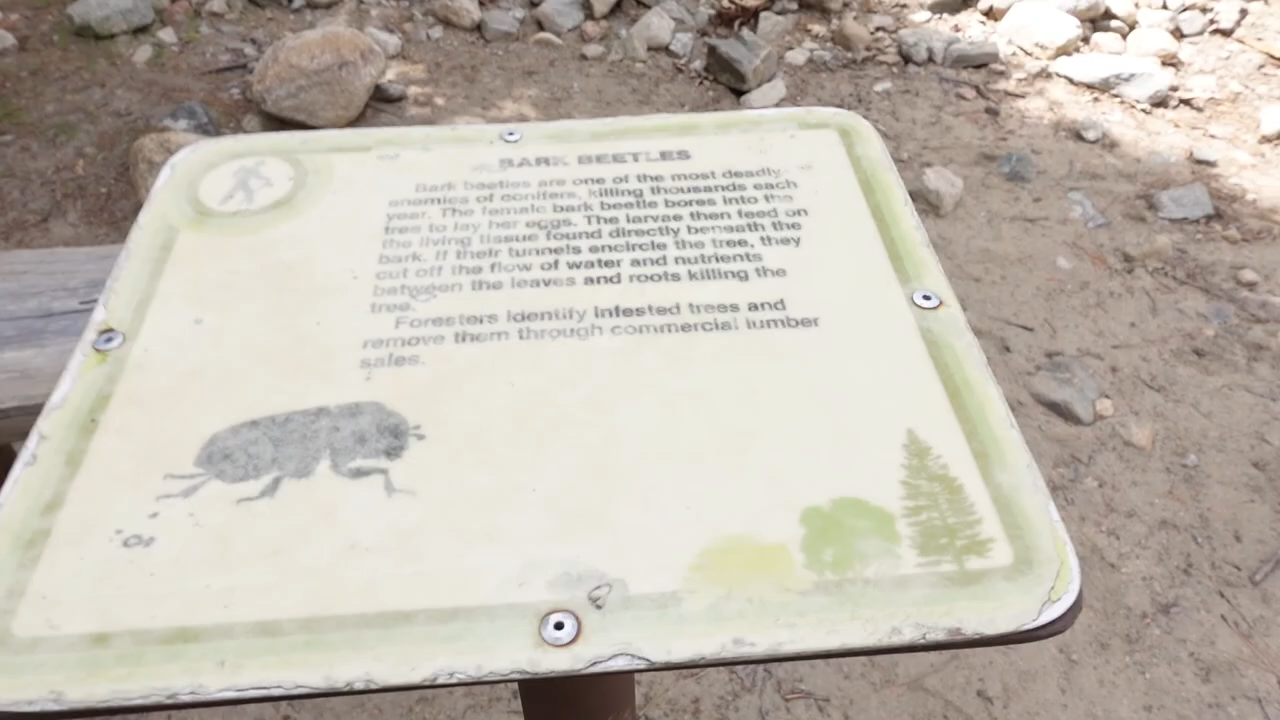 BARK BEETLES
Bark beetles are one of the most deadly
enemies of conifers, killing thousands each
year. The female bark beetle bores into the
tree to lay her eggs. The larvae then feed on
the living tissue found directly beneath the
bark. If their tunnels encircle the tree, they
cut off the flow of water and nutrients
between the leaves and roots killing the
tree.
Foresters identify infested trees and
remove them through commercial lumber
sales.